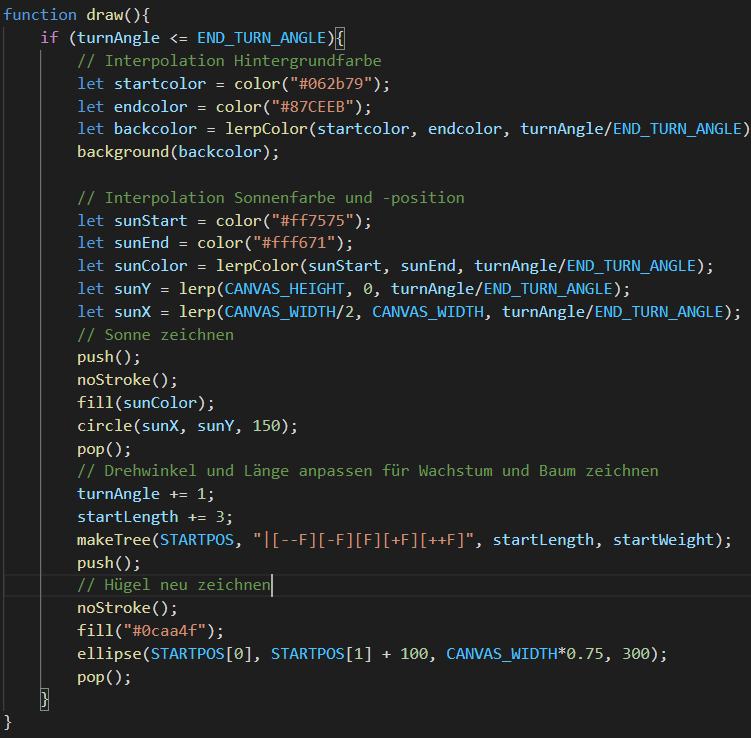 function draw(){
    if (turnAngle <= END_TURN_ANGLE){
        // Interpolation Hintergrundfarbe
        let startcolor = color("#062b79");
        let endcolor = color("#87CEEB");
        let backcolor = lerpColor(startcolor, endcolor, turnAngle/END_TURN_ANGLE)
        background(backcolor);

        // Interpolation Sonnenfarbe und -position
        let sunStart = color("#ff7575");
        let sunEnd = color("#fff671");
        let sunColor = lerpColor(sunStart, sunEnd, turnAngle/END_TURN_ANGLE);
        let sunY = lerp(CANVAS_HEIGHT, 0, turnAngle/END_TURN_ANGLE);
        let sunX = lerp(CANVAS_WIDTH/2, CANVAS_WIDTH, turnAngle/END_TURN_ANGLE);
        // Sonne zeichnen
        push();
        noStroke();
        fill(sunColor);
        circle(sunX, sunY, 150);
        pop();
        // Drehwinkel und Länge anpassen für Wachstum und Baum zeichnen
        turnAngle += 1;
        startLength += 3;
        makeTree(STARTPOS, "|[--F][-F][F][+F][++F]", startLength, startWeight);
        push();
        // Hügel neu zeichnen
        noStroke();
        fill("#0caa4f");
        ellipse(STARTPOS[0], STARTPOS[1] + 100, CANVAS_WIDTH*0.75, 300);
        pop();
    }
}